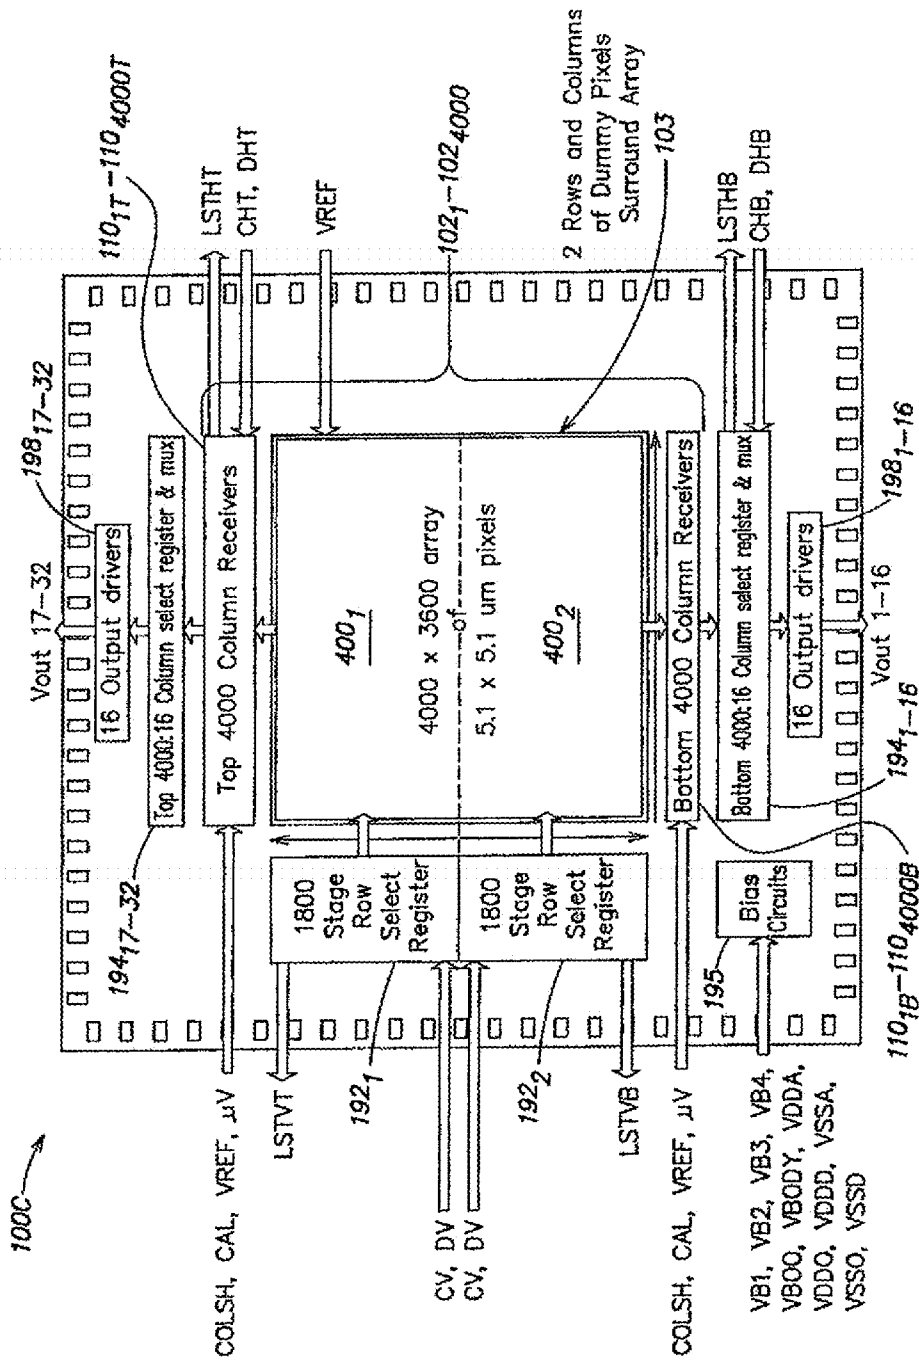 100C
Vout 17-32
198 17-32
110 1T-110 4000T
194 17-32
16 Output drivers
Top 4000:16 Column select register & mux
Top 4000 Column Receivers
LSTHT
CHT, DHT
COLSH, CAL, VREF, μV
VREF
102 1-102 4000
LSTVT
1800
Stage
Row
Select
Register
192 1
400 1
4000 x 3600 array
of
5.1 x 5.1 um pixels
400 2
CV, DV
CV, DV
1800
Stage
Row
Select
Register
192 2
LSTVB
2 Rows and Columns
of Dummy Pixels
Surround Array
103
COLSH, CAL, VREF, μV
Bottom 4000 Column Receivers
Bottom 4000:16 Column select register & mux
LSTHB
CHB, DHB
195
Bias
Circuits
16 Output drivers
VB1, VB2, VB3, VB4,
VBOO, VBODY, VDDA,
VDDO, VDDD, VSSA,
VSSO, VSSD
110 1B-110 4000B
194 1-16
Vout 1-16
198 1-16